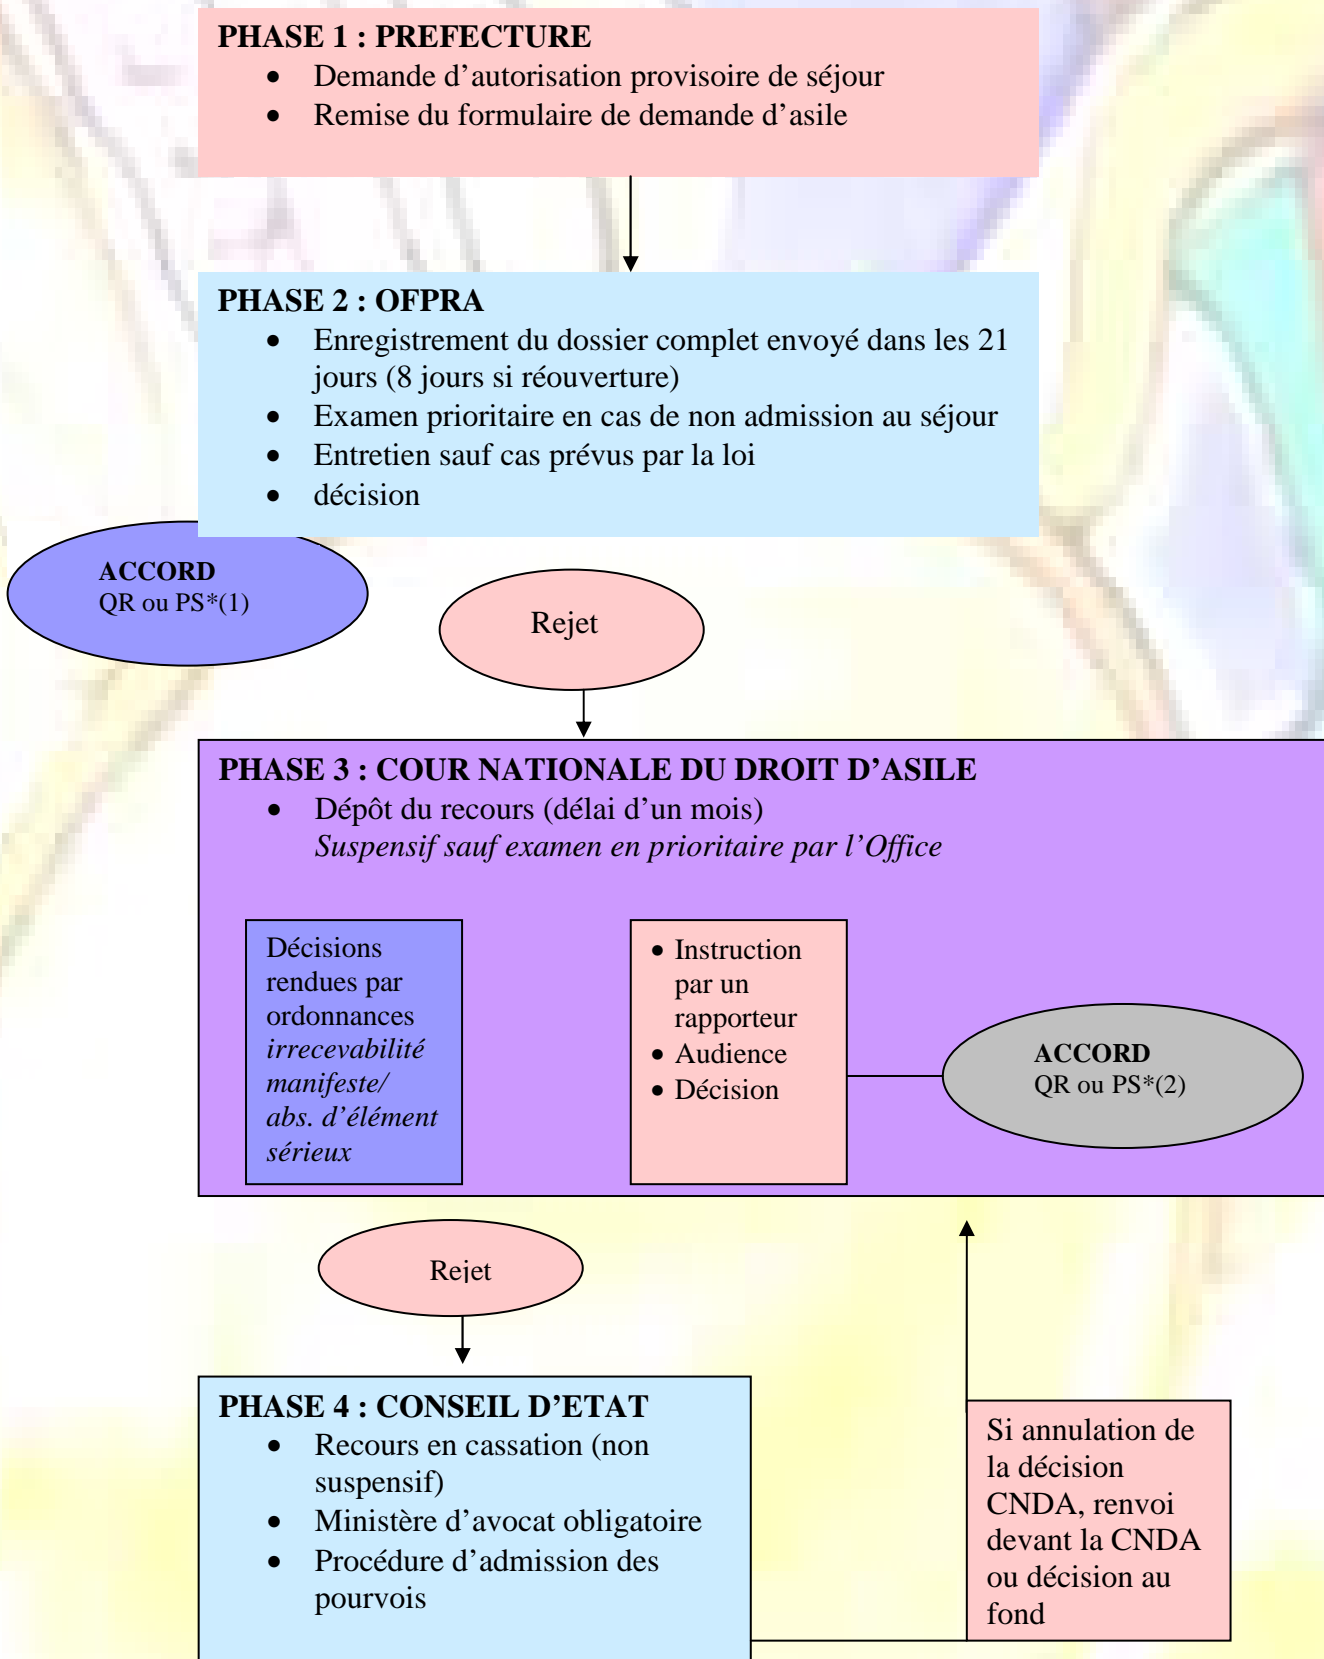 PHASE 1 : PREFECTURE
• Demande d’autorisation provisoire de séjour
• Remise du formulaire de demande d’asile
PHASE 2 : OFPRA
• Enregistrement du dossier complet envoyé dans les 21
jours (8 jours si réouverture)
• Examen prioritaire en cas de non admission au séjour
• Entretien sauf cas prévus par la loi
• décision
ACCORD
QR ou PS*(1)
Rejet
PHASE 3 : COUR NATIONALE DU DROIT D’ASILE
• Dépôt du recours (délai d’un mois)
Suspensif sauf examen en prioritaire par l’Office
Décisions
rendues par
ordonnances
irrecevabilité
manifeste/
abs. d’élément
sérieux
• Instruction
par un
rapporteur
• Audience
• Décision
ACCORD
QR ou PS*(2)
Rejet
PHASE 4 : CONSEIL D’ETAT
• Recours en cassation (non
suspensif)
• Ministère d’avocat obligatoire
• Procédure d’admission des
pourvois
Si annulation de
la décision
CNDA, renvoi
devant la CNDA
ou décision au
fond